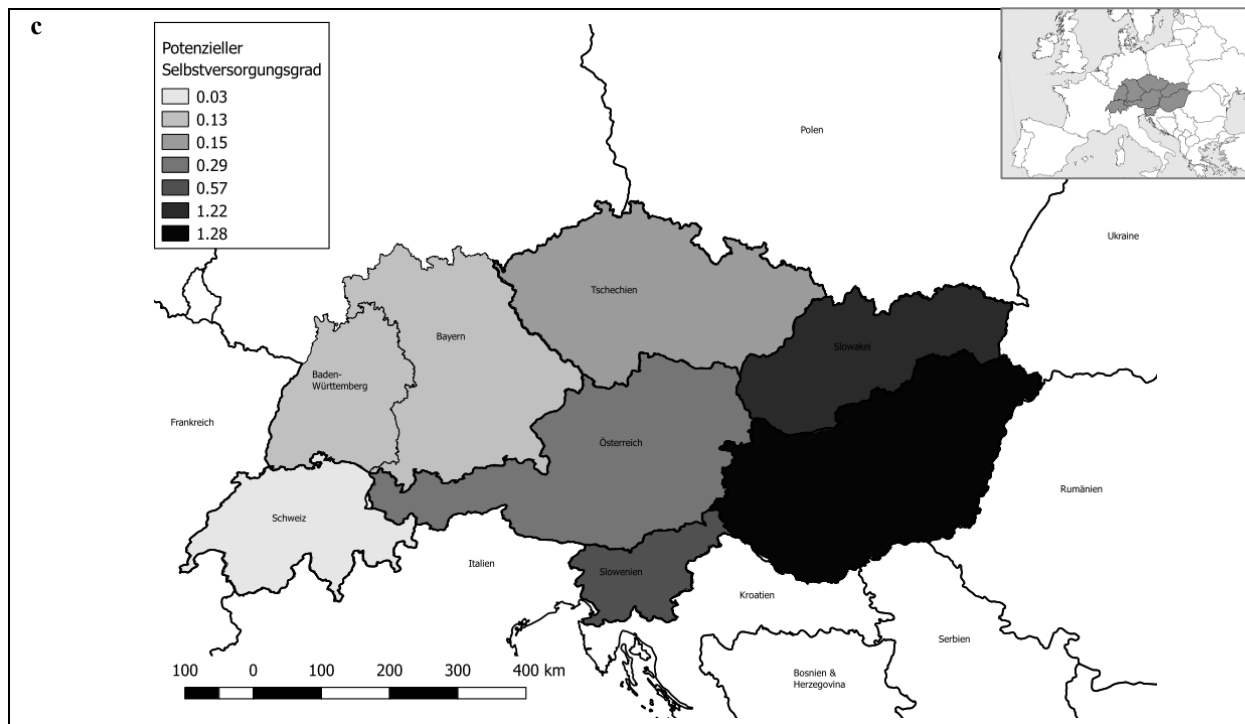 c
Potenzieller
Selbstversorgungsgrad
0.03
0.13
0.15
0.29
0.57
1.22
1.28
Polen
Ukraine
Tschechien
Bayern
Slowakei
Baden-
Württemberg
Frankreich
Österreich
Rumänien
Schweiz
Italien
Slowenien
Kroatien
Serbien
Bosnien &
Herzegovina
100 0 100 200 300 400 km